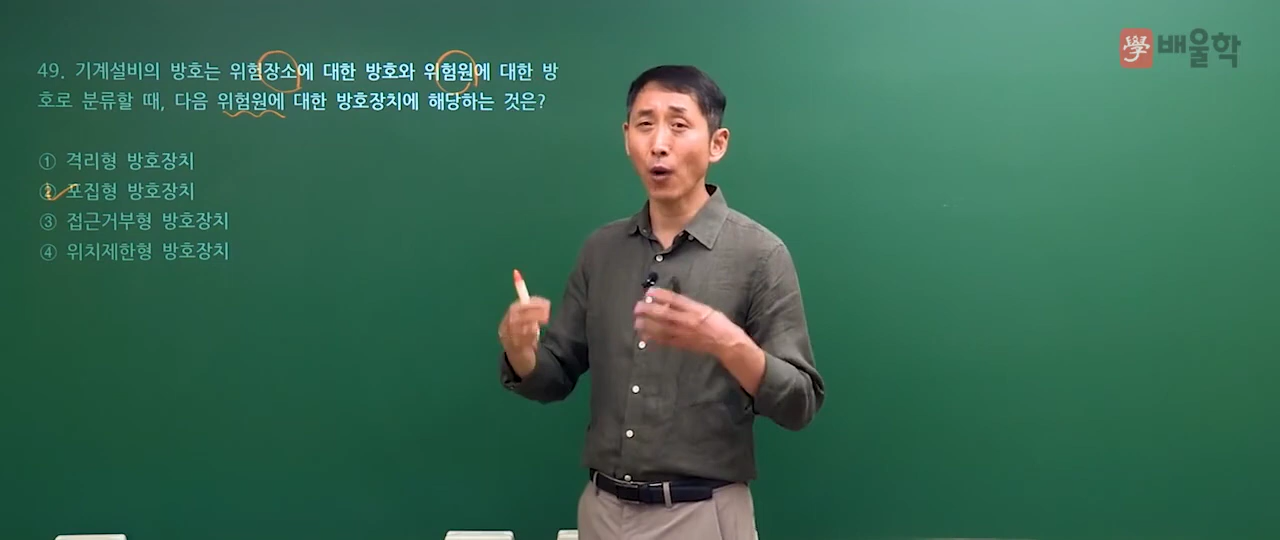 學 배울학
49. 기계설비의 방호는 위험장소에 대한 방호와 위험원에 대한 방
호로 분류할 때, 다음 위험원에 대한 방호장치에 해당하는 것은?
① 격리형 방호장치
② 포집형 방호장치
③ 접근거부형 방호장치
④ 위치제한형 방호장치